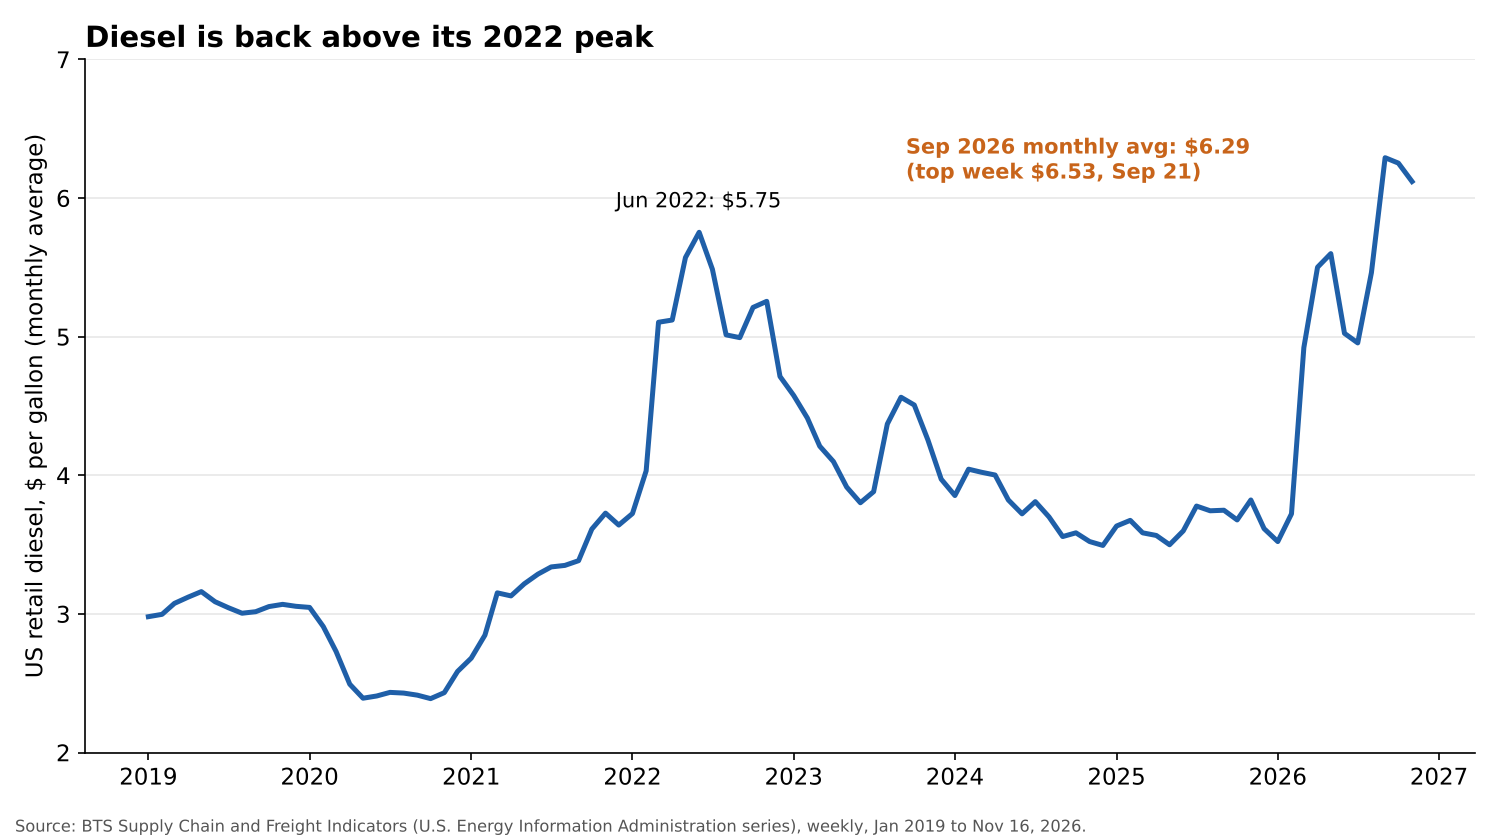 Diesel is back above its 2022 peak
US retail diesel, $ per gallon (monthly average)
7
6
5
4
3
2
Sep 2026 monthly avg: $6.29
(top week $6.53, Sep 21)
Jun 2022: $5.75
2019 2020 2021 2022 2023 2024 2025 2026 2027
Source: BTS Supply Chain and Freight Indicators (U.S. Energy Information Administration series), weekly, Jan 2019 to Nov 16, 2026.